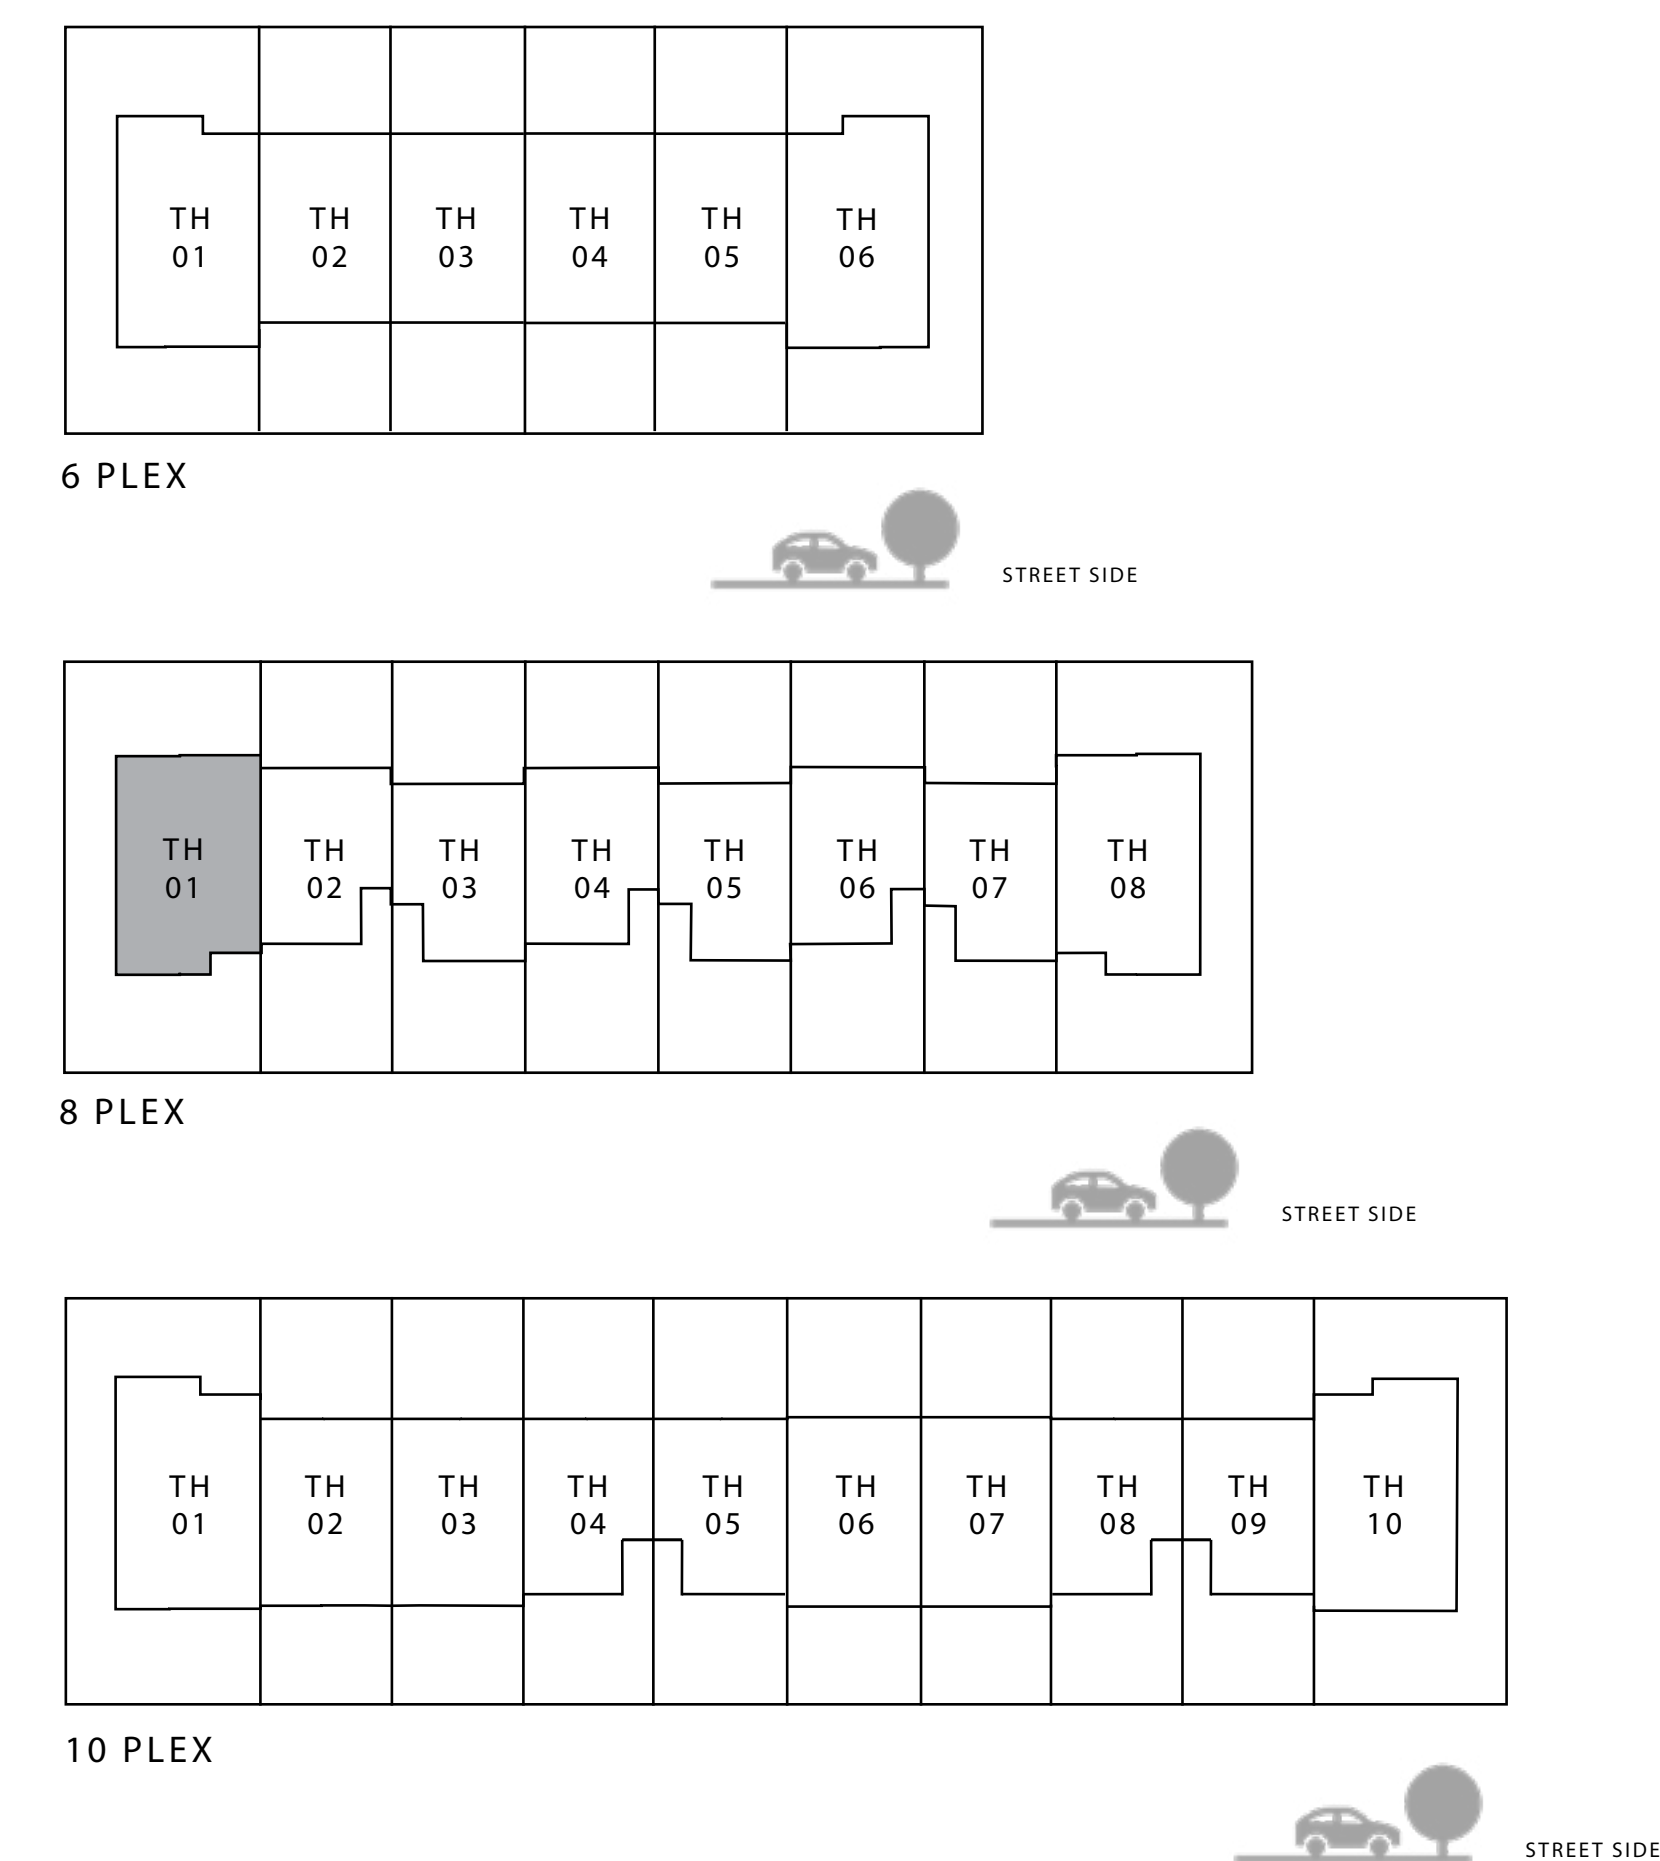 TH TH TH TH TH TH
01 02 03 04 05 06
6 PLEX
STREET SIDE
TH TH TH TH TH TH TH TH
01 02 03 04 05 06 07 08
8 PLEX
STREET SIDE
TH TH TH TH TH TH TH TH TH TH
01 02 03 04 05 06 07 08 09 10
10 PLEX
STREET SIDE